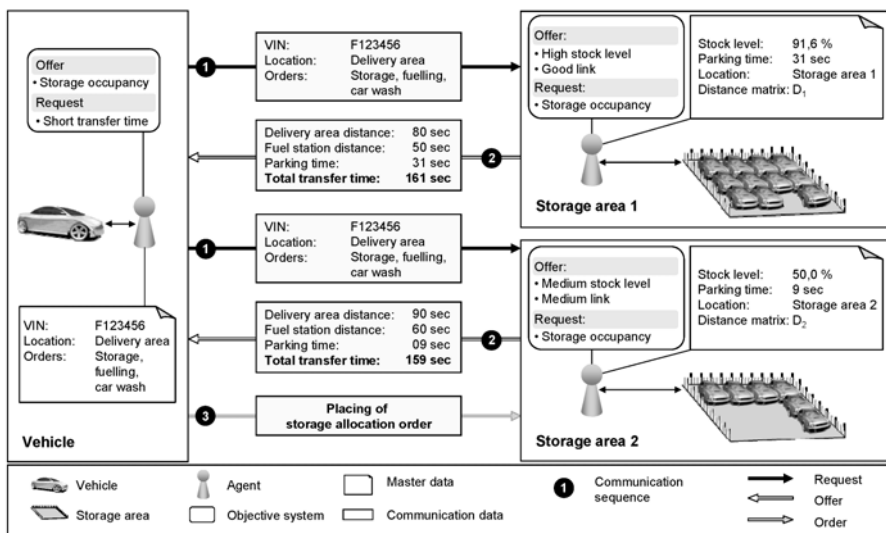 Offer
• Storage occupancy
Request
• Short transfer time
VIN: F123456
Location: Delivery area
Orders: Storage,
fuelling,
car wash
Vehicle
1
VIN: F123456
Location: Delivery area
Orders: Storage, fuelling,
car wash
Delivery area distance: 80 sec
Fuel station distance: 50 sec
Parking time: 31 sec
Total transfer time: 161 sec
2
1
VIN: F123456
Location: Delivery area
Orders: Storage, fuelling,
car wash
Delivery area distance: 90 sec
Fuel station distance: 60 sec
Parking time: 09 sec
Total transfer time: 159 sec
2
3
Placing of
storage allocation order
Offer:
• High stock level
• Good link
Request:
• Storage occupancy
Stock level: 91,6 %
Parking time: 31 sec
Location: Storage area 1
Distance matrix: D1
Storage area 1
Offer:
• Medium stock level
• Medium link
Request:
• Storage occupancy
Stock level: 50,0 %
Parking time: 9 sec
Location: Storage area 2
Distance matrix: D2
Storage area 2
Vehicle
Agent
Master data
1 Communication
sequence
Request
Storage area
Objective system
Communication data
Offer
Order